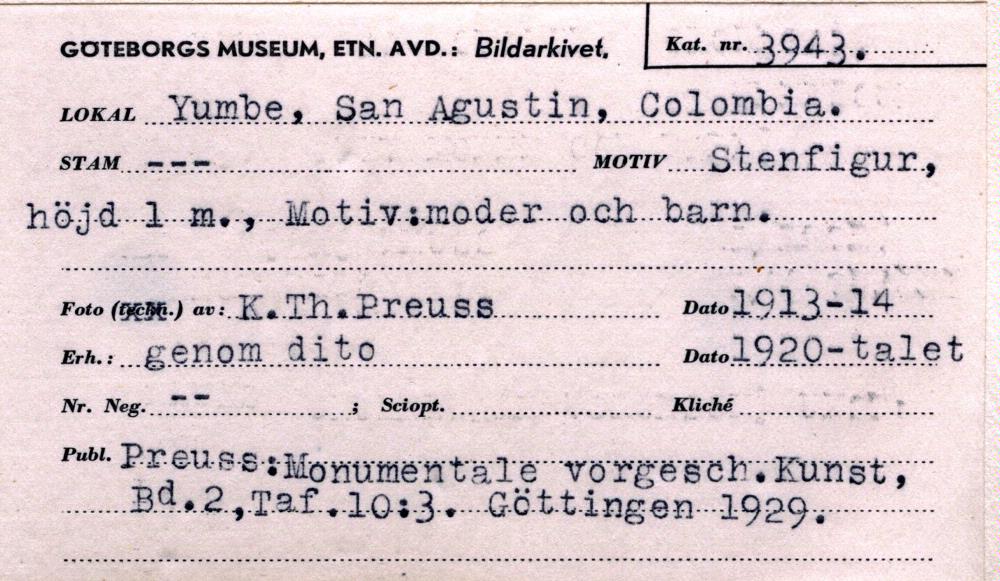 GÖTEBORGS MUSEUM, ETN. AVD.: Bildarkivet. Kat. nr. 3943.
LOKAL Yumbe, San Agustin, Colombia.
STAM --- MOTIV Stenfigur,
höjd 1 m., Motiv:moder och barn.
Foto (teckn.) av: K.Th.Preuss Dato 1913-14
Erh.: genom dito Dato 1920-talet
Nr. Neg. -- ; Sciopt. Kliché
Publ. Preuss:Monumentale vorgesch.Kunst,
Bd.2,Taf.10:3. Göttingen 1929.